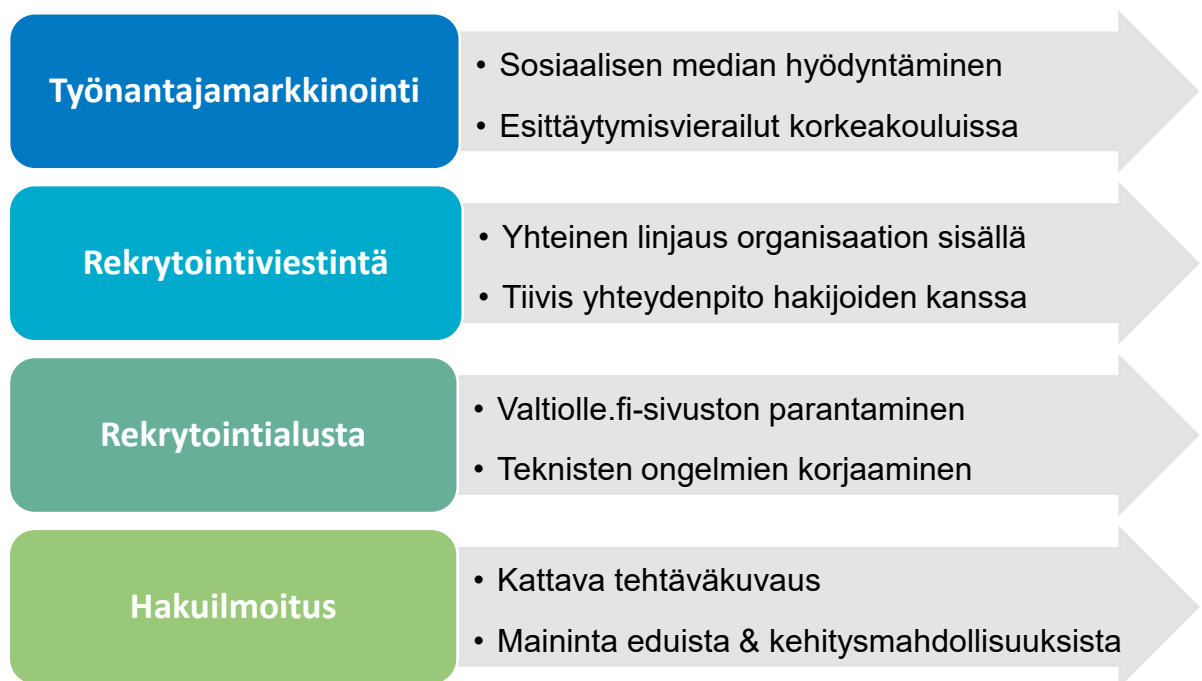 Työnantajamarkkinointi
• Sosiaalisen median hyödyntäminen
• Esittäytymisvierailut korkeakouluissa
Rekrytointiviestintä
• Yhteinen linjaus organisaation sisällä
• Tiivis yhteydenpito hakijoiden kanssa
Rekrytointialusta
• Valtiolle.fi-sivuston parantaminen
• Teknisten ongelmien korjaaminen
Hakuilmoitus
• Kattava tehtäväkuvaus
• Maininta eduista & kehitysmahdollisuuksista